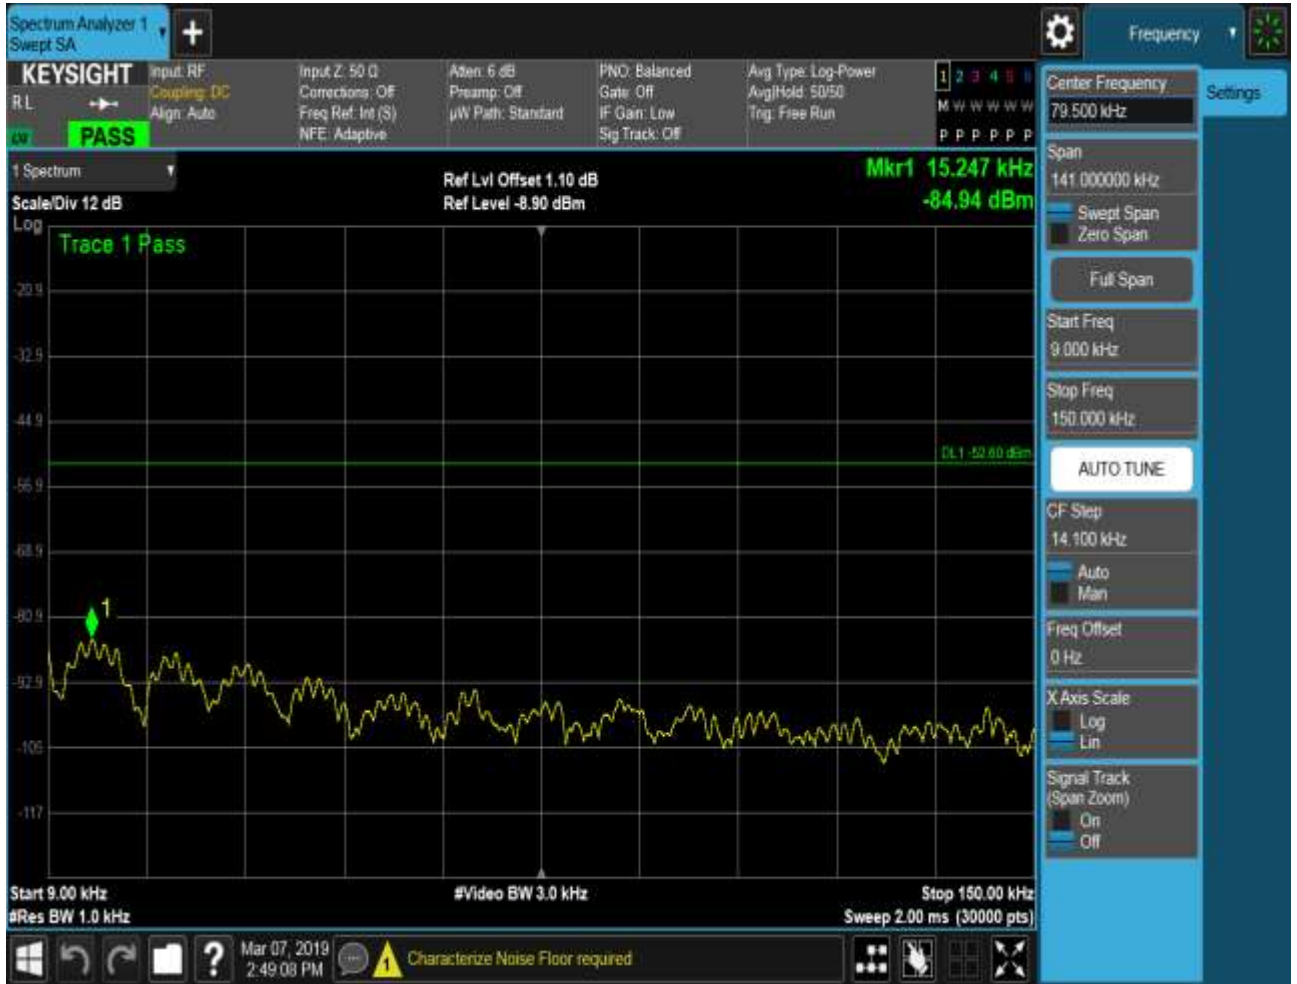 Spectrum Analyzer 1
Swept SA
+
Frequency
KEYSIGHT
R L
PASS
Input: RF
Coupling: DC
Align: Auto
Input Z: 50 Ω
Corrections: Off
Freq Ref: Int (S)
NFE: Adaptive
Atten: 6 dB
Preamp: Off
µW Path: Standard
PNO: Balanced
Gate: Off
IF Gain: Low
Sig Track: Off
Avg Type: Log-Power
Avg|Hold: 50/50
Trig: Free Run
1 2 3 4 5 6
M W W W W W
P P P P P P
1 Spectrum
Scale/Div 12 dB
Ref Lvl Offset 1.10 dB
Ref Level -8.90 dBm
Mkr1 15.247 kHz
-84.94 dBm
Log
Trace 1 Pass
-20.9
-32.9
-44.9
DL1 -52.60 dBm
-56.9
-68.9
-80.9
1
-92.9
-105
-117
Start 9.00 kHz
#Res BW 1.0 kHz
#Video BW 3.0 kHz
Stop 150.00 kHz
Sweep 2.00 ms (30000 pts)
Center Frequency
79.500 kHz
Settings
Span
141.000000 kHz
Swept Span
Zero Span
Full Span
Start Freq
9.000 kHz
Stop Freq
150.000 kHz
AUTO TUNE
CF Step
14.100 kHz
Auto
Man
Freq Offset
0 Hz
X Axis Scale
Log
Lin
Signal Track
(Span Zoom)
On
Off
?
Mar 07, 2019
2:49:08 PM
1
Characterize Noise Floor required